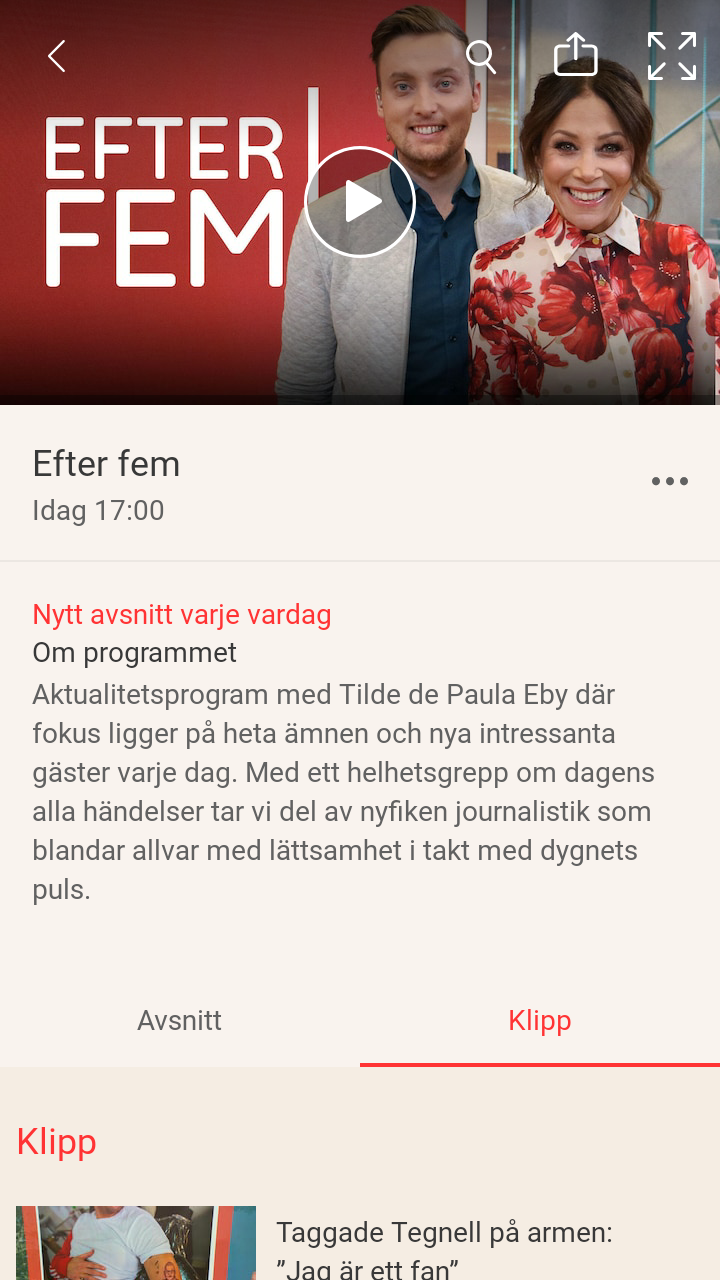 EFTER
FEM
Efter fem
Idag 17:00
Nytt avsnitt varje vardag
Om programmet
Aktualitetsprogram med Tilde de Paula Eby där
fokus ligger på heta ämnen och nya intressanta
gäster varje dag. Med ett helhetsgrepp om dagens
alla händelser tar vi del av nyfiken journalistik som
blandar allvar med lättsamhet i takt med dygnets
puls.
Avsnitt
Klipp
Klipp
Taggade Tegnell på armen:
”Jag är ett fan”